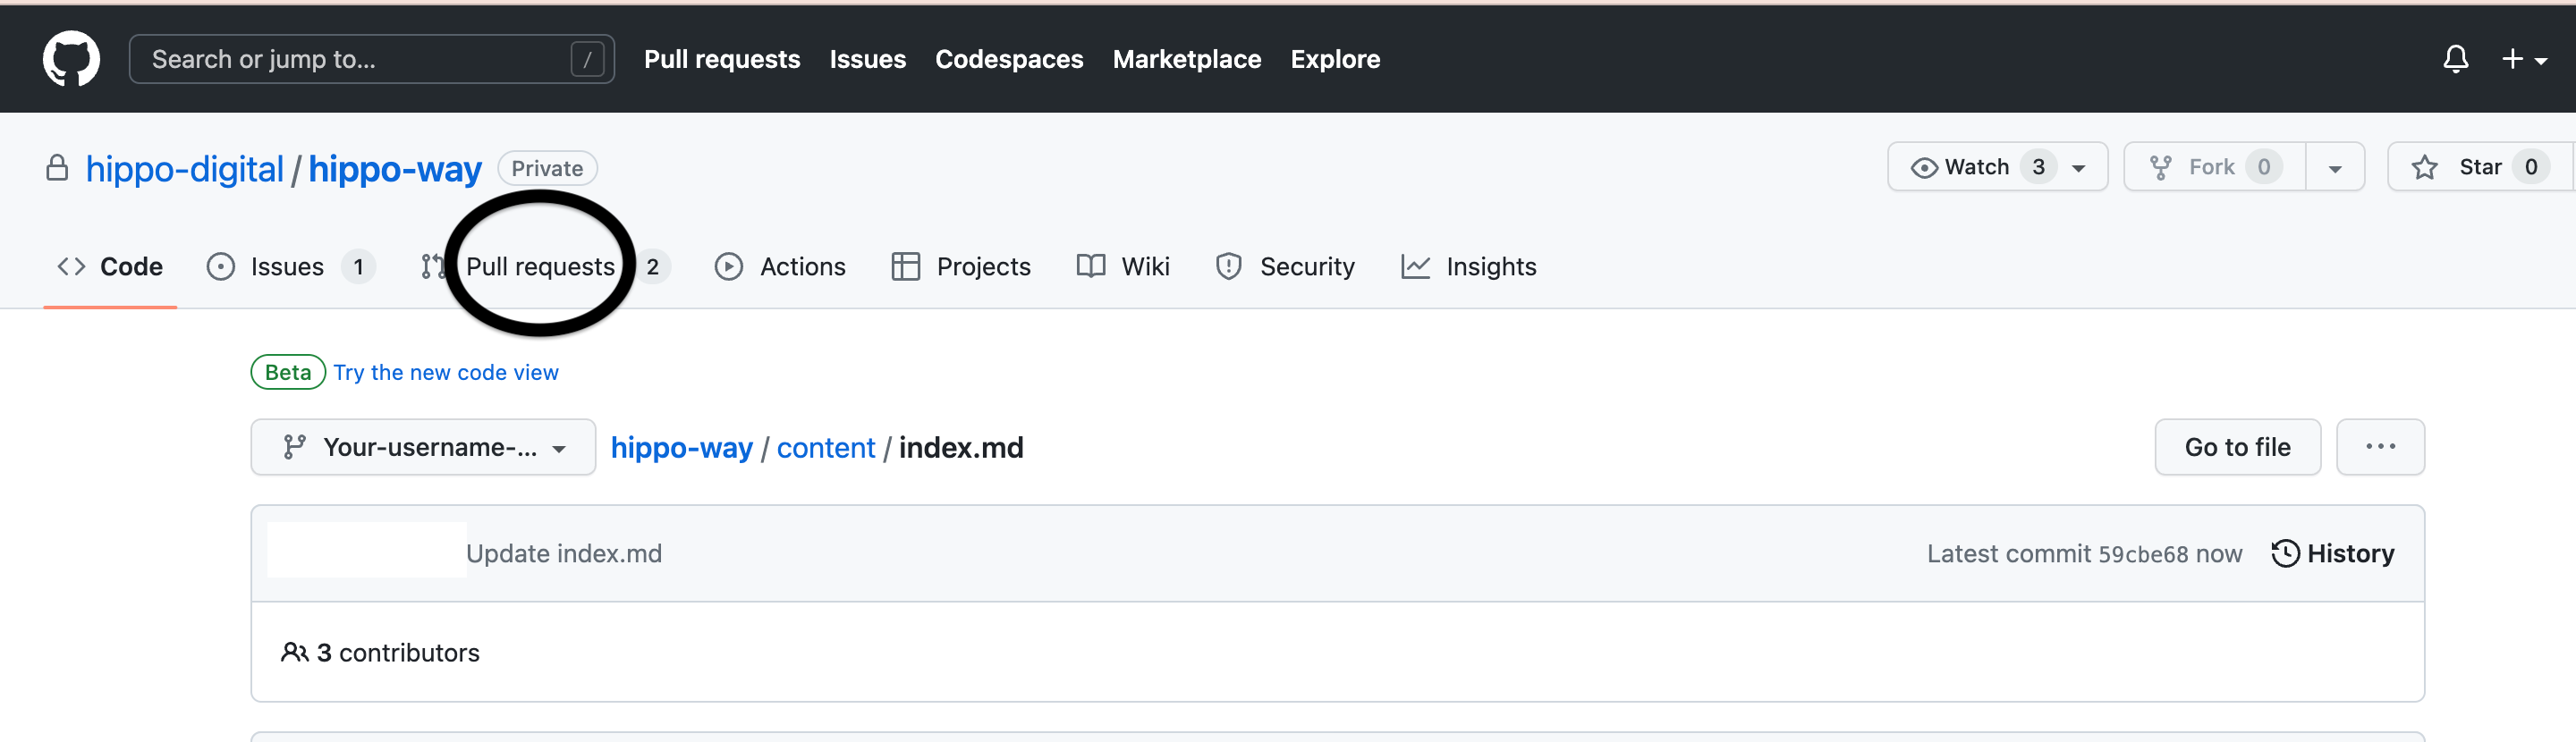 Search or jump to... / Pull requests Issues Codespaces Marketplace Explore
hippo-digital / hippo-way Private Watch 3 Fork 0 Star 0
Code Issues 1 Pull requests 2 Actions Projects Wiki Security Insights
Beta Try the new code view
Your-username-... hippo-way / content / index.md Go to file ...
Update index.md Latest commit 59cbe68 now History
3 contributors